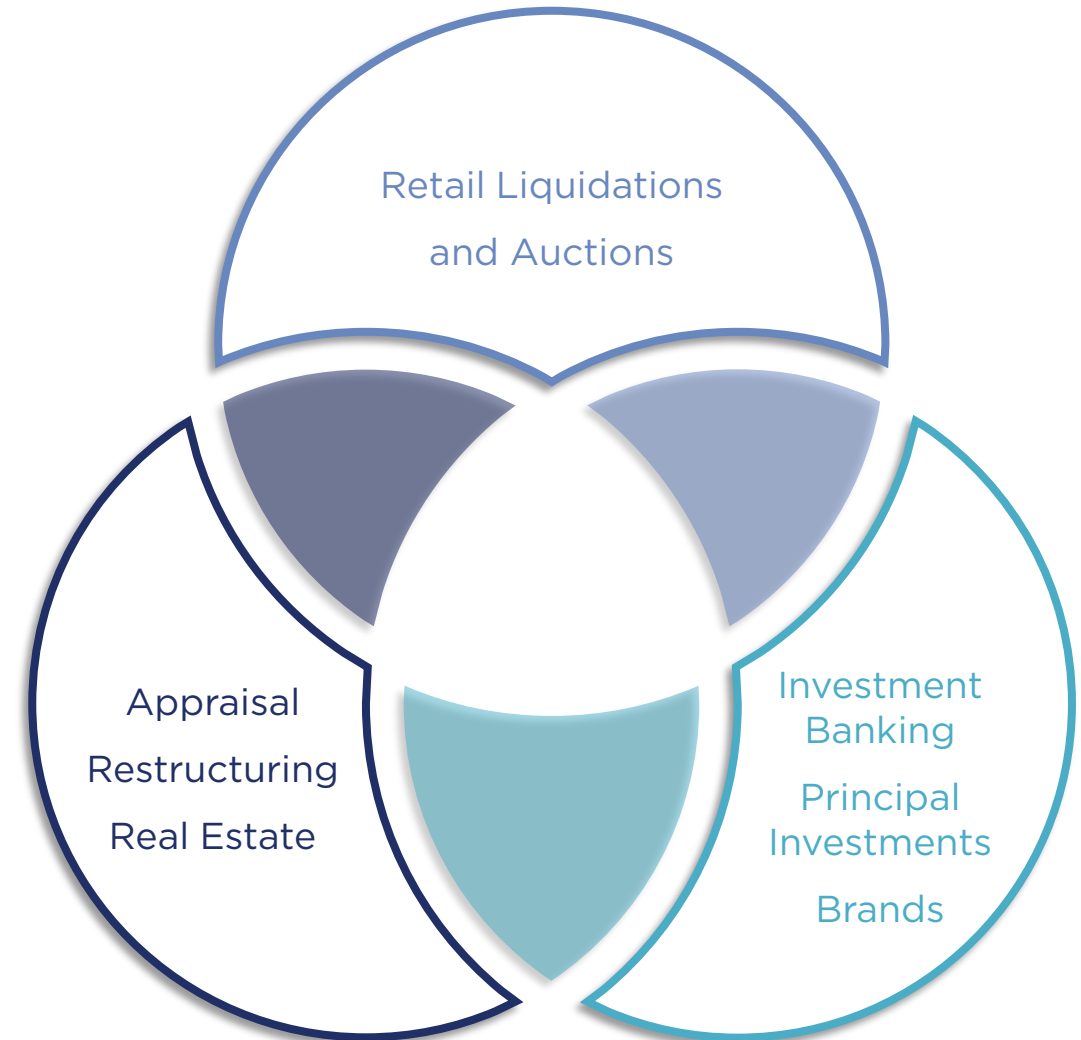 Retail Liquidations
and Auctions
Appraisal
Restructuring
Real Estate
Investment
Banking
Principal
Investments
Brands